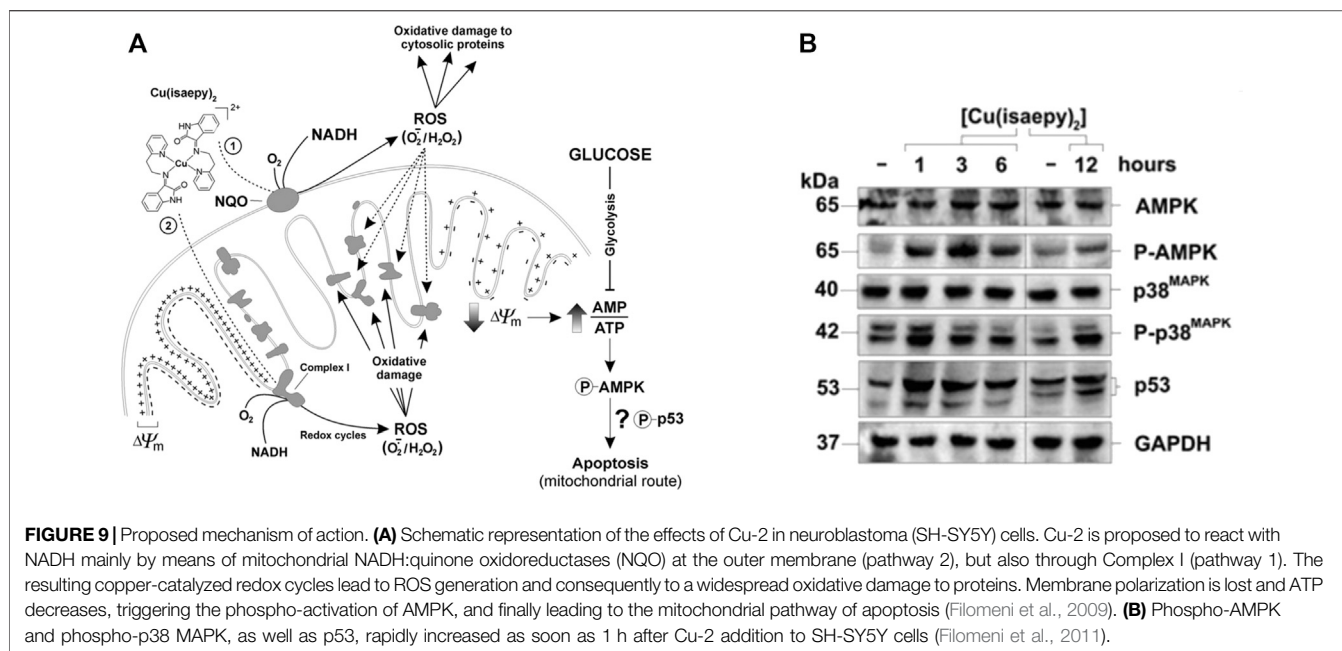 A
Oxidative damage to
cytosolic proteins
Cu(isaepy)₂
2+
HN
O
N
N
Cu
N
N
O
NH
1
2
NADH
O₂
NQO
ROS
(O₂⁻/H₂O₂)
GLUCOSE
Glycolysis
ΔΨm
AMP
ATP
Oxidative
damage
Complex I
O₂
NADH
Redox cycles
ROS
(O₂⁻/H₂O₂)
ΔΨm
P-AMPK
? P-p53
Apoptosis
(mitochondrial route)
B
[Cu(isaepy)₂]
– 1 3 6 – 12 hours
kDa
65 AMPK
65 P-AMPK
40 p38MAPK
42 P-p38MAPK
53 p53
37 GAPDH
FIGURE 9 | Proposed mechanism of action. (A) Schematic representation of the effects of Cu-2 in neuroblastoma (SH-SY5Y) cells. Cu-2 is proposed to react with
NADH mainly by means of mitochondrial NADH:quinone oxidoreductases (NQO) at the outer membrane (pathway 2), but also through Complex I (pathway 1). The
resulting copper-catalyzed redox cycles lead to ROS generation and consequently to a widespread oxidative damage to proteins. Membrane polarization is lost and ATP
decreases, triggering the phospho-activation of AMPK, and finally leading to the mitochondrial pathway of apoptosis (Filomeni et al., 2009). (B) Phospho-AMPK
and phospho-p38 MAPK, as well as p53, rapidly increased as soon as 1 h after Cu-2 addition to SH-SY5Y cells (Filomeni et al., 2011).